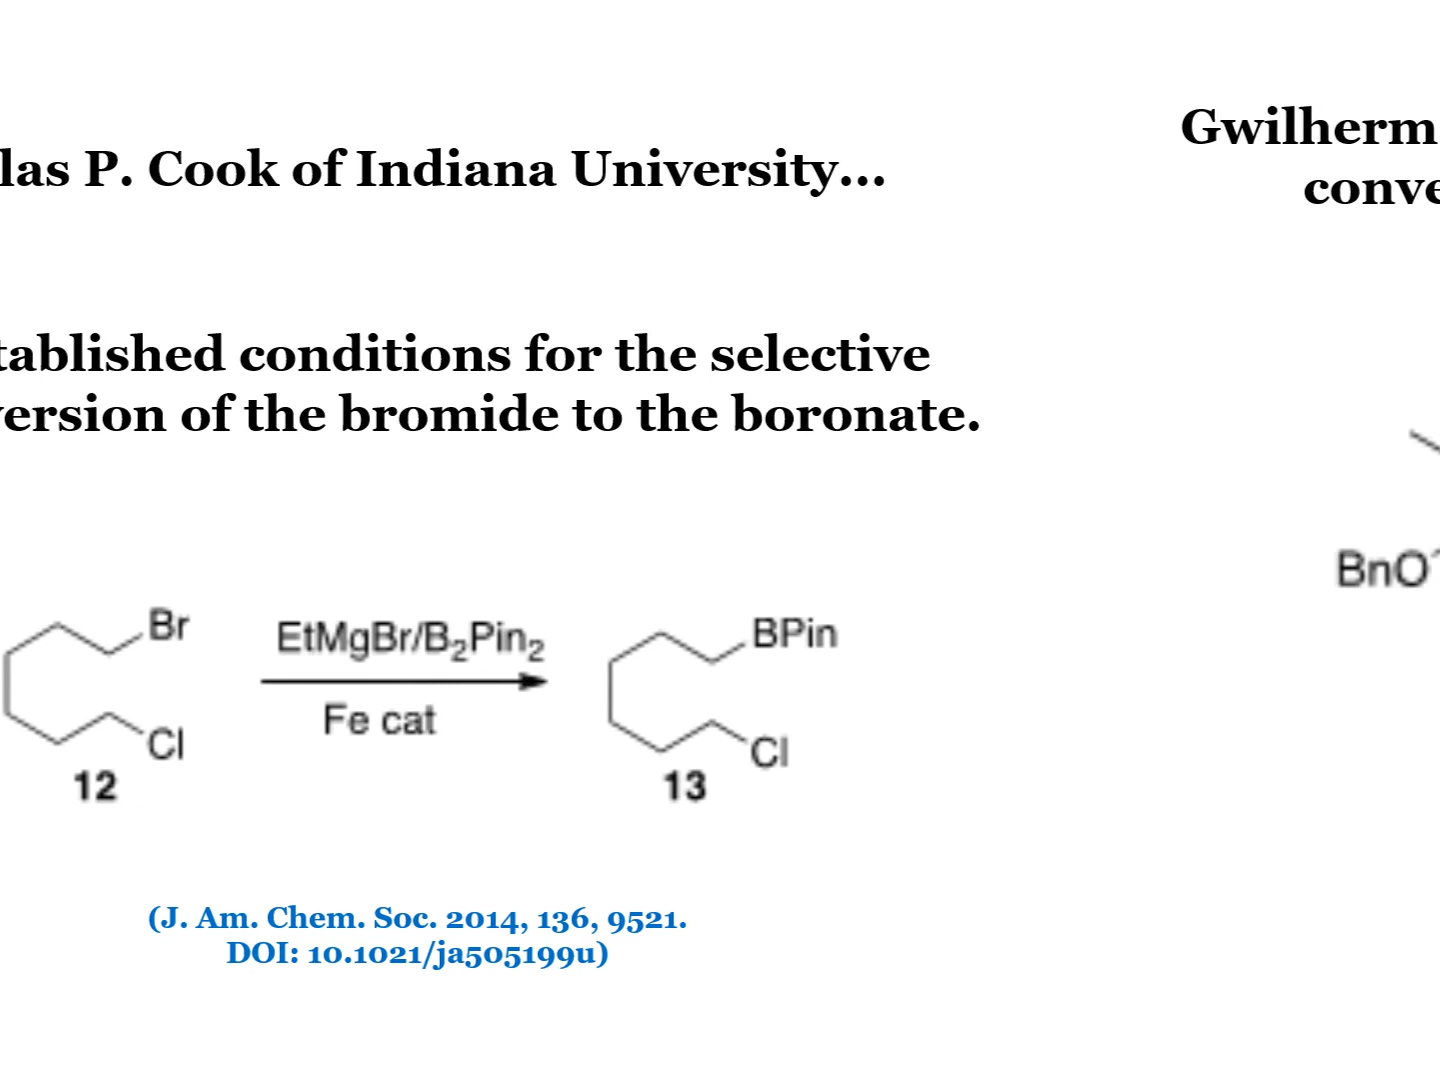 las P. Cook of Indiana University...
tablished conditions for the selective
version of the bromide to the boronate.
Br
Cl
12
EtMgBr/B₂Pin₂
Fe cat
BPin
Cl
13
(J. Am. Chem. Soc. 2014, 136, 9521.
DOI: 10.1021/ja505199u)
Gwilherm
conve
BnO